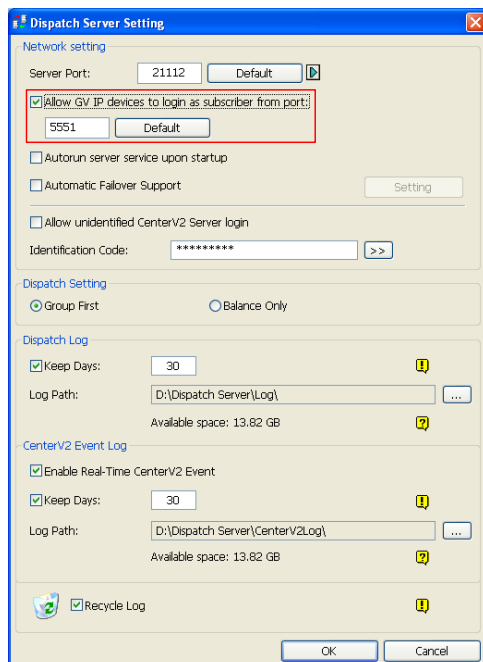 Dispatch Server Setting
Network setting
Server Port: 21112 Default
Allow GV IP devices to login as subscriber from port:
5551 Default
Autorun server service upon startup
Automatic Failover Support Setting
Allow unidentified CenterV2 Server login
Identification Code: ********* >>
Dispatch Setting
Group First Balance Only
Dispatch Log
Keep Days: 30 !
Log Path: D:\Dispatch Server\Log\ ...
Available space: 13.82 GB ?
CenterV2 Event Log
Enable Real-Time CenterV2 Event
Keep Days: 30 !
Log Path: D:\Dispatch Server\CenterV2Log\ ...
Available space: 13.82 GB ?
Recycle Log !
OK Cancel